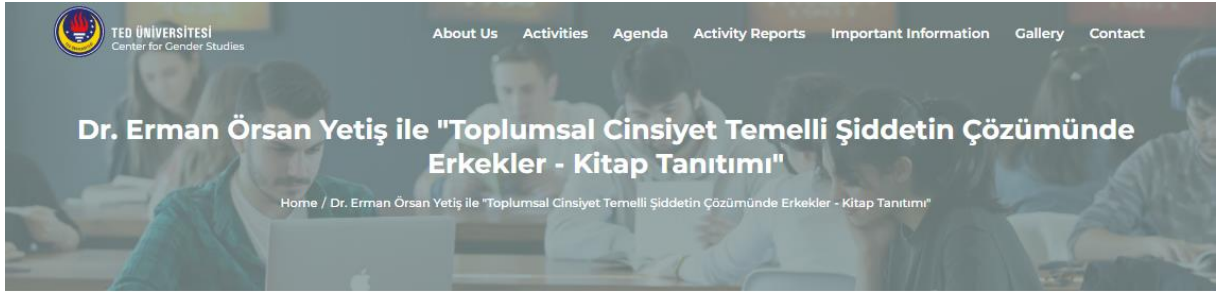 TED ÜNİVERSİTESİ
Center for Gender Studies
About Us Activities Agenda Activity Reports Important Information Gallery Contact
Dr. Erman Örsan Yetiş ile "Toplumsal Cinsiyet Temelli Şiddetin Çözümünde
Erkekler - Kitap Tanıtımı"
Home / Dr. Erman Örsan Yetiş ile "Toplumsal Cinsiyet Temelli Şiddetin Çözümünde Erkekler - Kitap Tanıtımı"